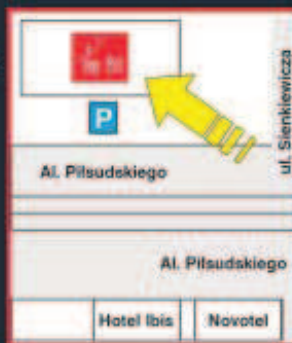 P
ul. Sienkiewicza
Al. Piłsudskiego
Al. Piłsudskiego
Hotel Ibis
Novotel